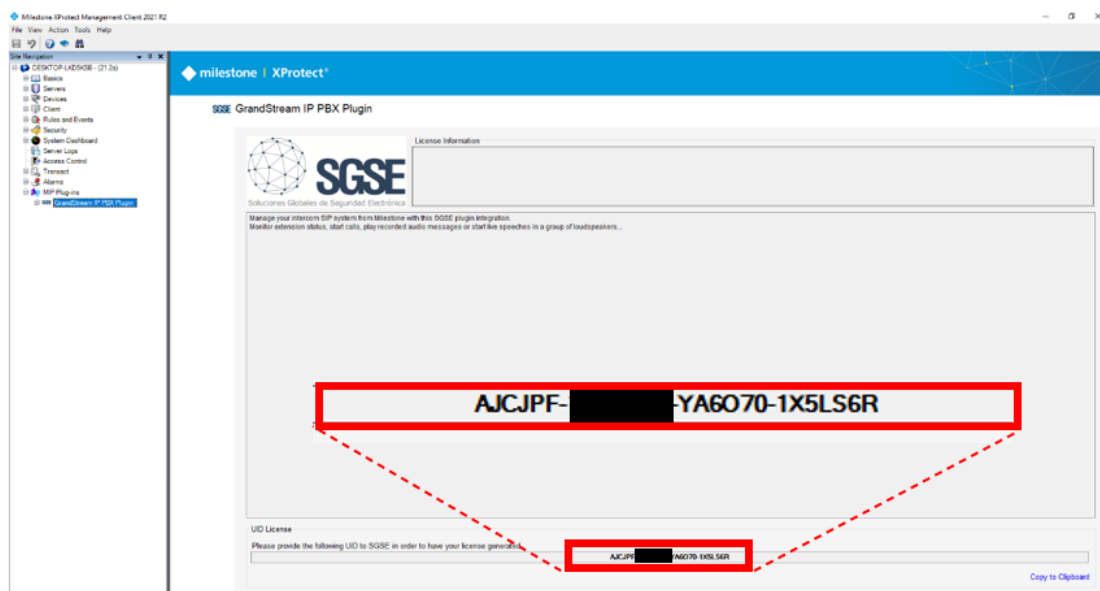 Milestone XProtect Management Client 2021 R2
File View Action Tools Help
Site Navigation
DESKTOP-LKD5KSB - (21.2a)
Basics
Servers
Devices
Client
Rules and Events
Security
System Dashboard
Server Logs
Access Control
Transact
Alarms
MIP Plug-ins
SGSE GrandStream IP PBX Plugin
milestone | XProtect®
SGSE GrandStream IP PBX Plugin
SGSE
Soluciones Globales de Seguridad Electrónica
License Information
Manage your intercom SIP system from Milestone with this SGSE plugin integration.
Monitor extension status, start calls, play recorded audio messages or start live speeches in a group of loudspeakers...
AJCJPF- -YA6O70-1X5LS6R
UID License
Please provide the following UID to SGSE in order to have your license generated
AJCJPF YA6O70-1X5LS6R
Copy to Clipboard